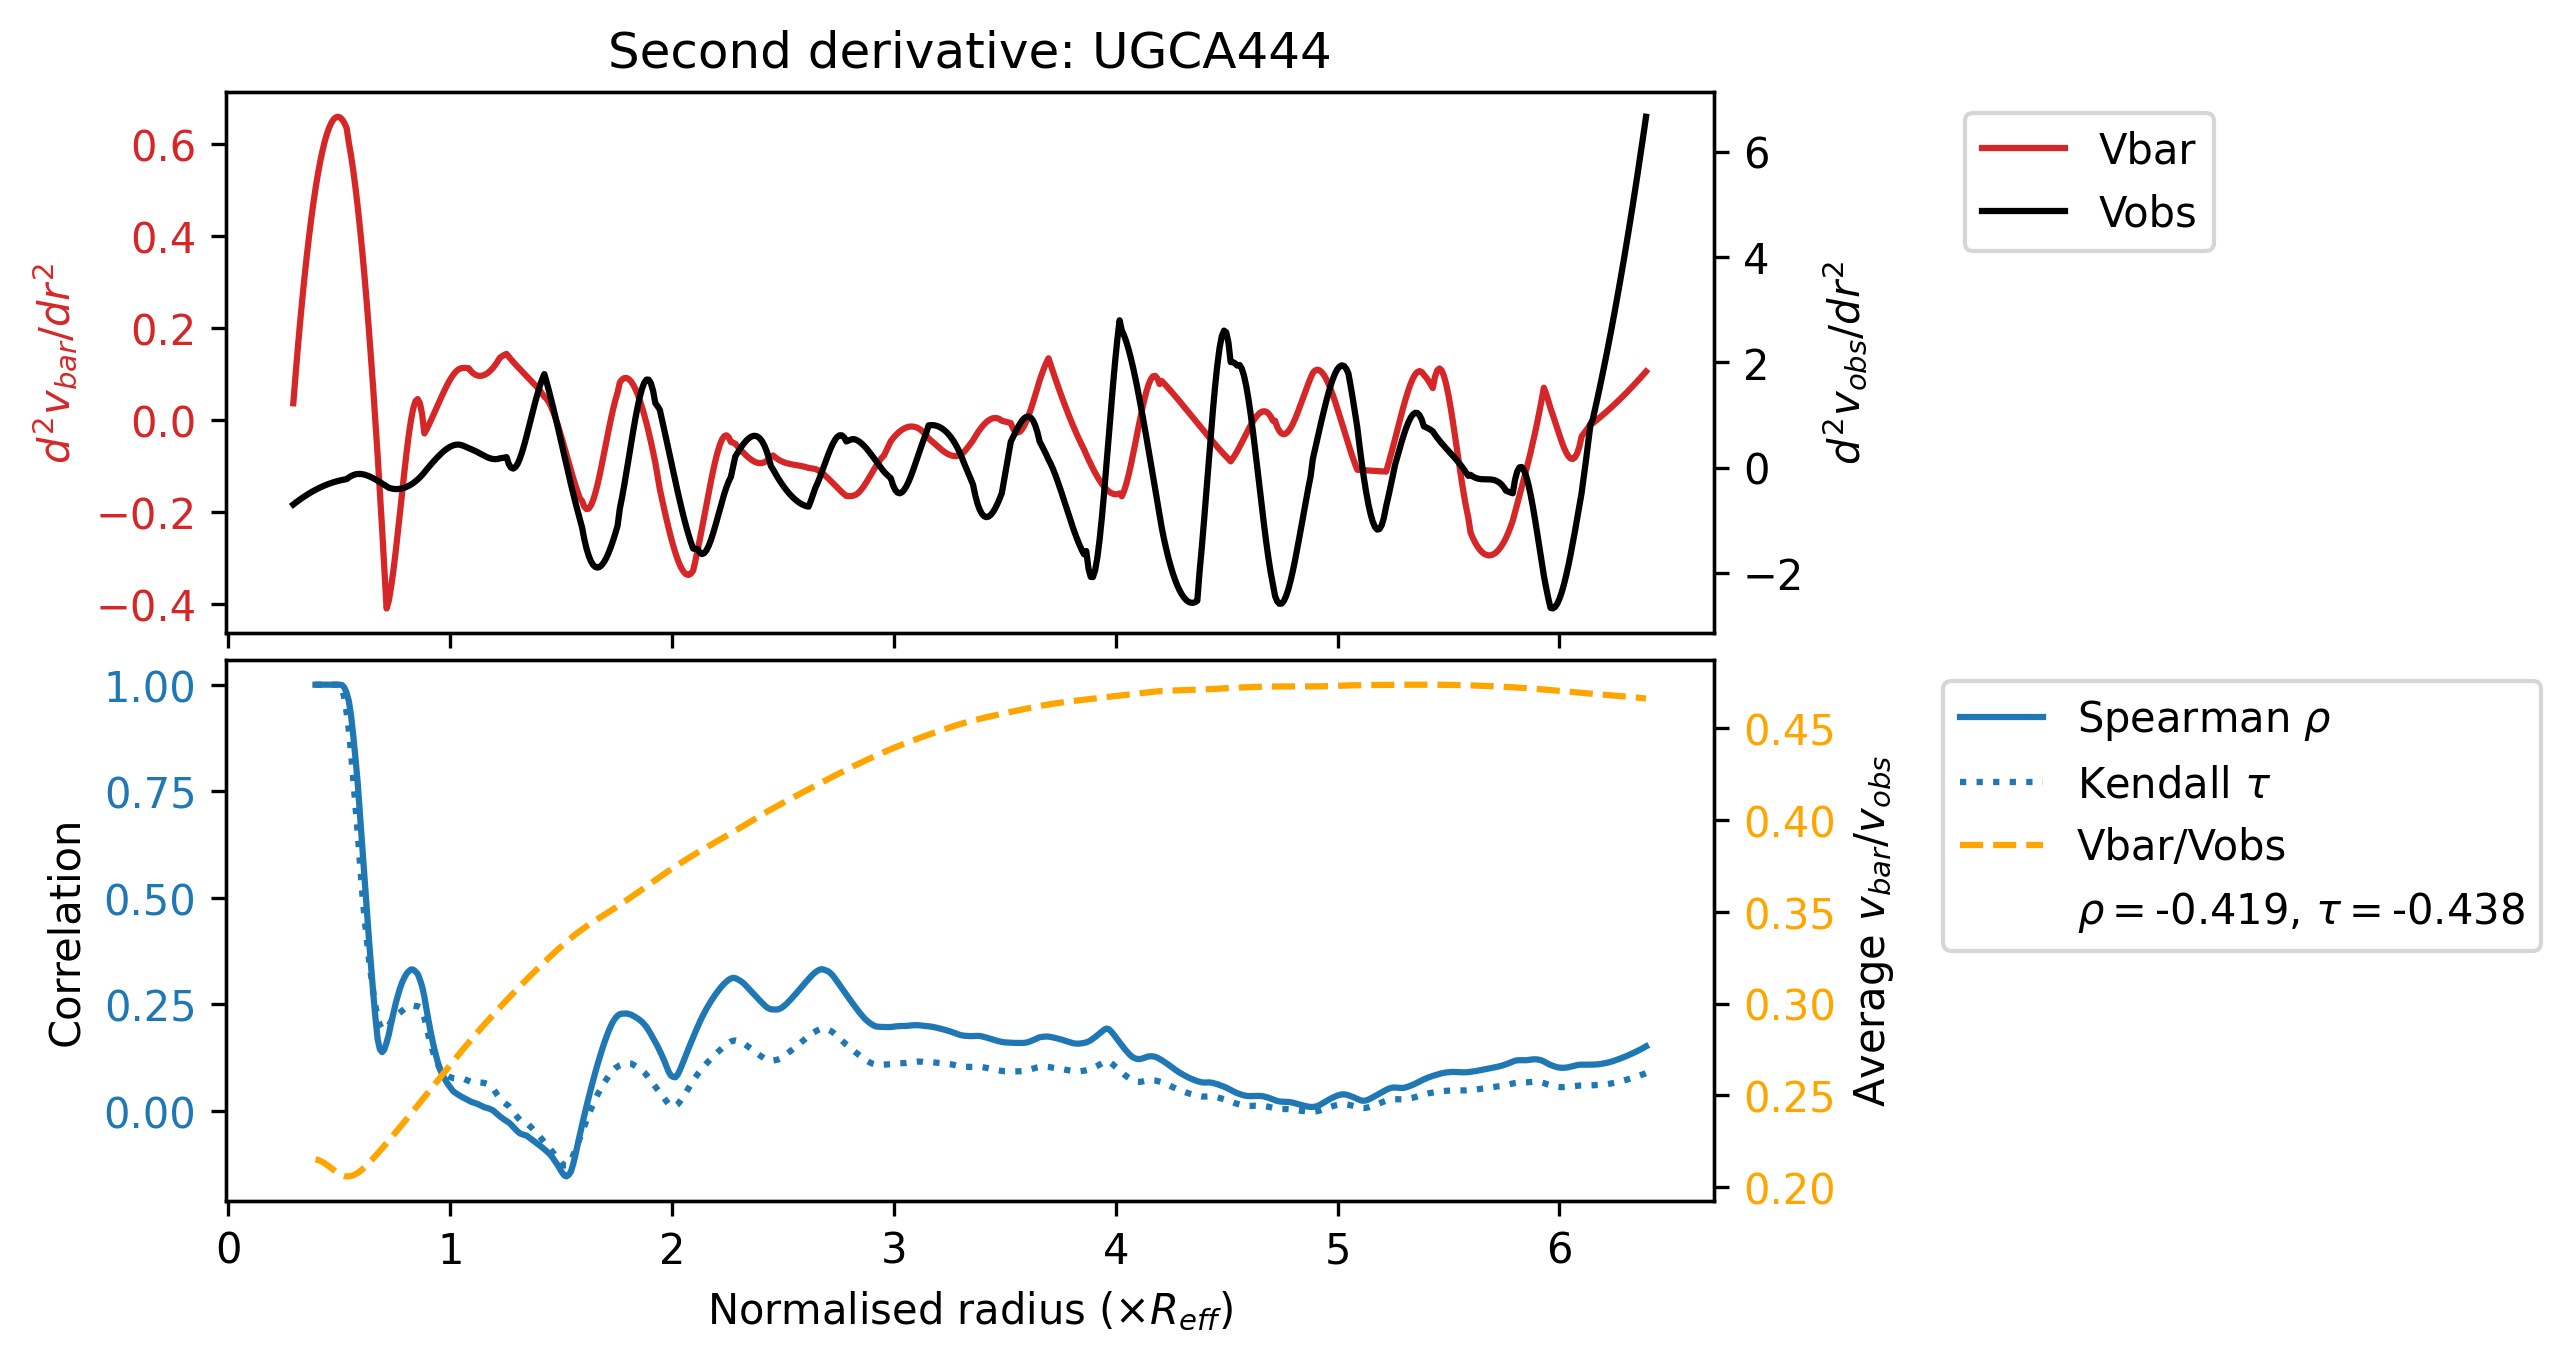 Second derivative: UGCA444
0.6
0.4
0.2
0.0
−0.2
−0.4
d²v_bar/dr²
6
4
2
0
−2
d²v_obs/dr²
Vbar
Vobs
1.00
0.75
0.50
0.25
0.00
Correlation
0.45
0.40
0.35
0.30
0.25
0.20
Average v_bar/v_obs
Spearman ρ
Kendall τ
Vbar/Vobs
ρ = -0.419, τ = -0.438
0 1 2 3 4 5 6
Normalised radius (×R_eff)